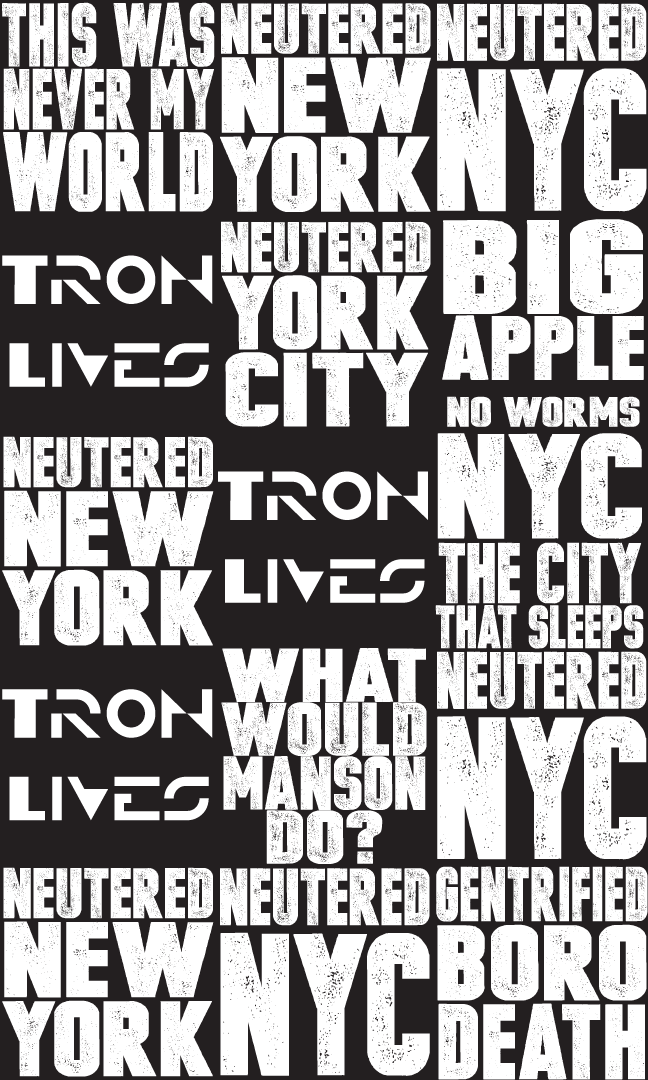 THIS WAS
NEVER MY
WORLD
TRON
LIVES
NEUTERED
NEW
YORK
TRON
LIVES
NEUTERED
NEW
YORK
NEUTERED
NEW
YORK
NEUTERED
YORK
CITY
TRON
LIVES
WHAT
WOULD
MANSON
DO?
NEUTERED
NYC
NEUTERED
NYC
BIG
APPLE
NO WORMS
NYC
THE CITY
THAT SLEEPS
NEUTERED
NYC
GENTRIFIED
BORO
DEATH